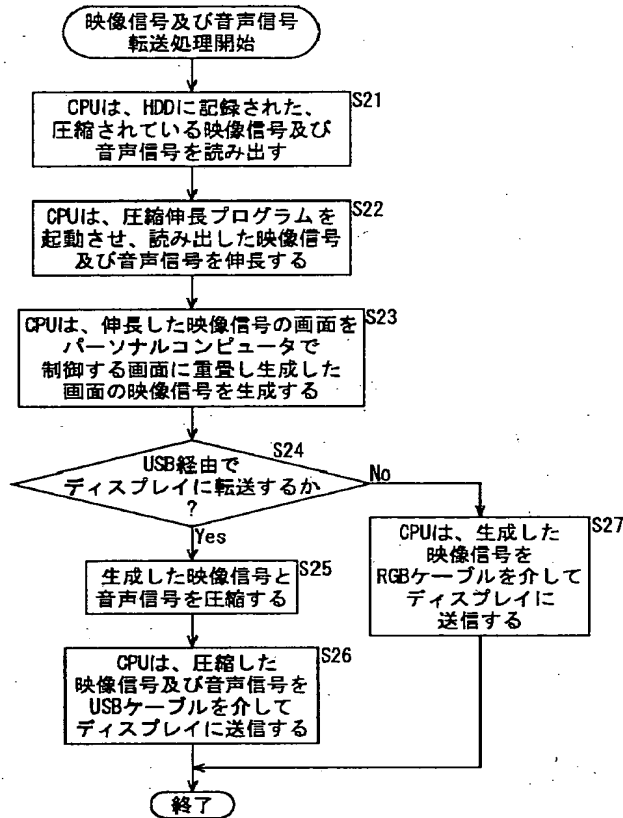 映像信号及び音声信号
転送処理開始
S21
CPUは、HDDに記録された、
圧縮されている映像信号及び
音声信号を読み出す
S22
CPUは、圧縮伸長プログラムを
起動させ、読み出した映像信号
及び音声信号を伸長する
S23
CPUは、伸長した映像信号の画面を
パーソナルコンピュータで
制御する画面に重畳し生成した
画面の映像信号を生成する
S24
USB経由で
ディスプレイに転送するか
?
No
Yes
S25
生成した映像信号と
音声信号を圧縮する
S26
CPUは、圧縮した
映像信号及び音声信号を
USBケーブルを介して
ディスプレイに送信する
S27
CPUは、生成した
映像信号を
RGBケーブルを介して
ディスプレイに
送信する
終了